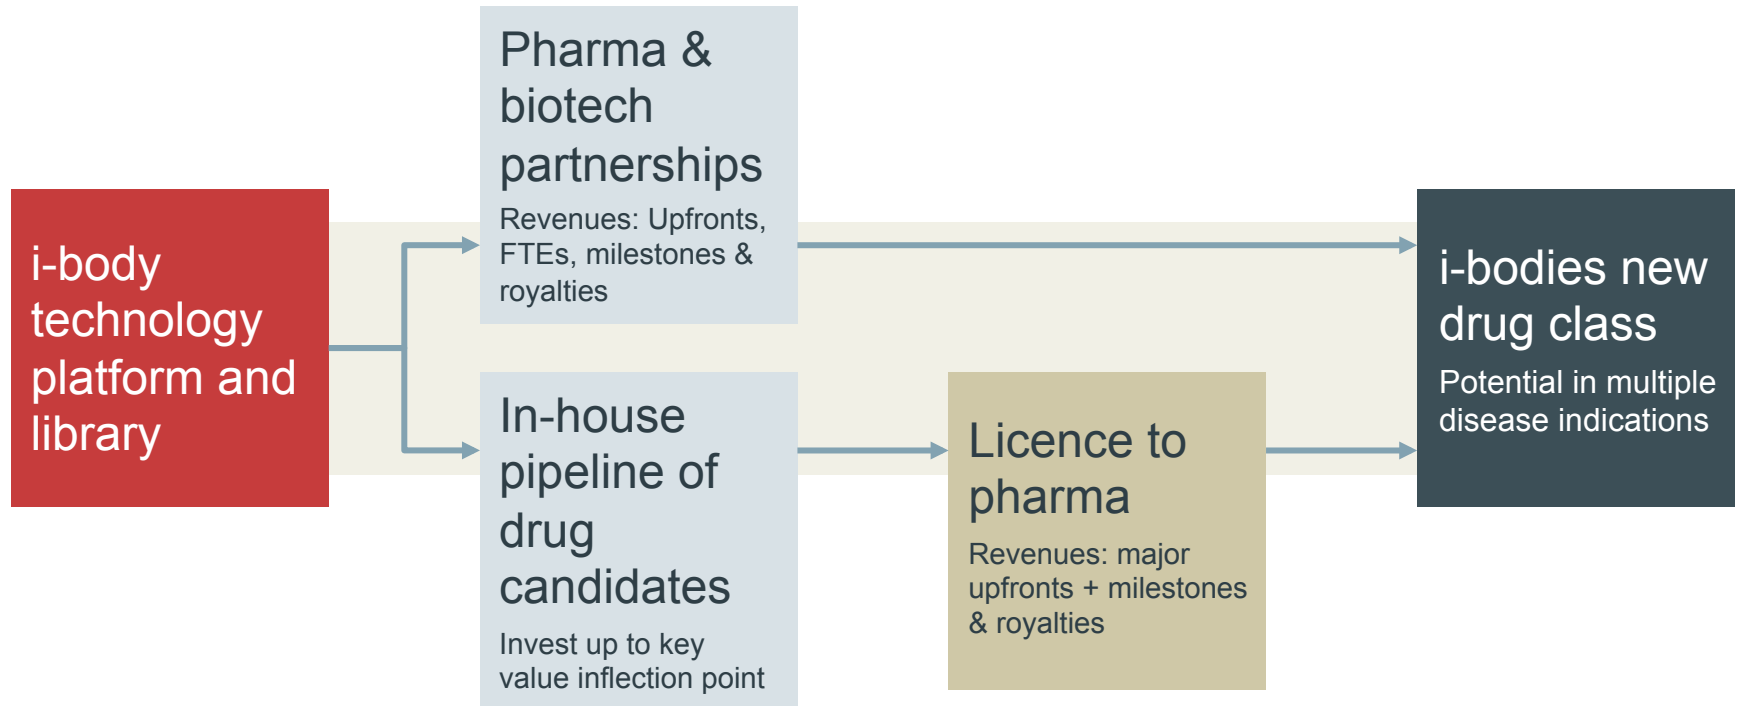 i-body
technology
platform and
library
Pharma &
biotech
partnerships
Revenues: Upfronts,
FTEs, milestones &
royalties
In-house
pipeline of
drug
candidates
Invest up to key
value inflection point
Licence to
pharma
Revenues: major
upfronts + milestones
& royalties
i-bodies new
drug class
Potential in multiple
disease indications